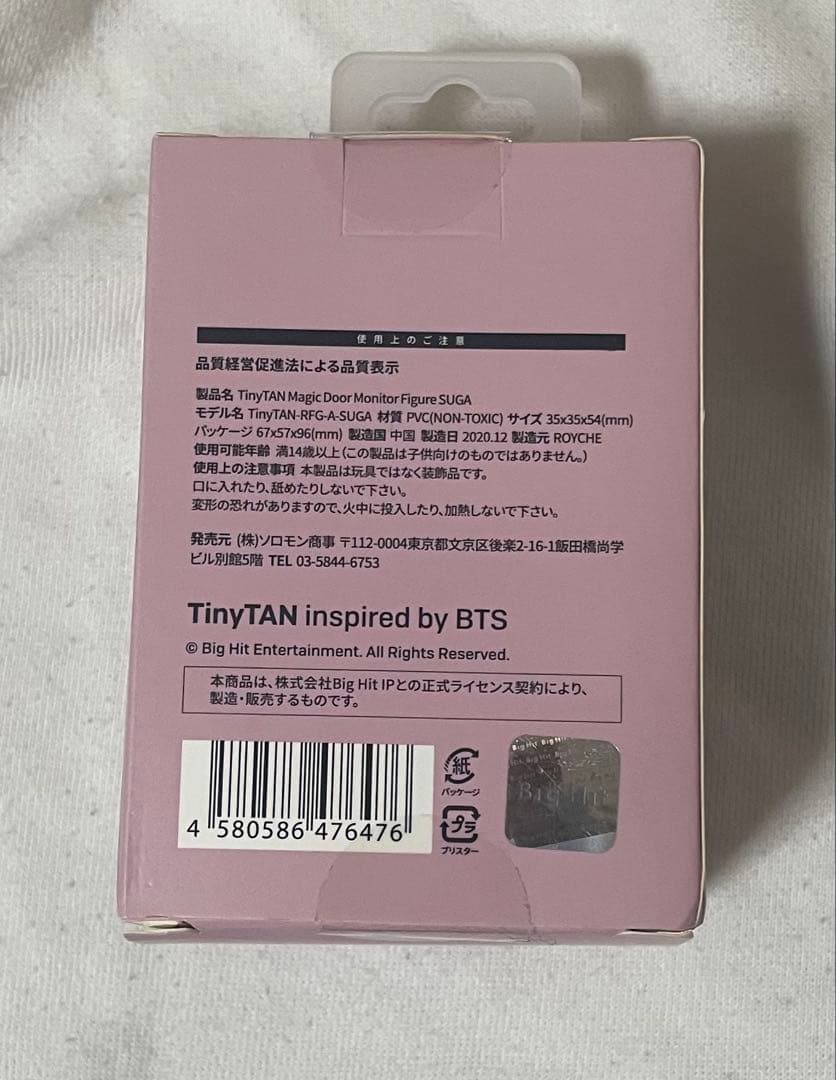 使用上のご注意
品質経営促進法による品質表示
製品名 TinyTAN Magic Door Monitor Figure SUGA
モデル名 TinyTAN-RFG-A-SUGA 材質 PVC(NON-TOXIC) サイズ 35x35x54(mm)
パッケージ 67x57x96(mm) 製造国 中国 製造日 2020.12 製造元 ROYCHE
使用可能年齢 満14歳以上(この製品は子供向けのものではありません。)
使用上の注意事項 本製品は玩具ではなく装飾品です。
口に入れたり、舐めたりしないで下さい。
変形の恐れがありますので、火中に投入したり、加熱しないで下さい。
発売元 (株)ソロモン商事 〒112-0004東京都文京区後楽2-16-1飯田橋尚学
ビル別館5階 TEL 03-5844-6753
TinyTAN inspired by BTS
© Big Hit Entertainment. All Rights Reserved.
本商品は、株式会社Big Hit IPとの正式ライセンス契約により、
製造・販売するものです。
4 580586 476476
紙
パッケージ
プラ
ブリスター
Big Hit Big Hit
Big Hit
Big Hit